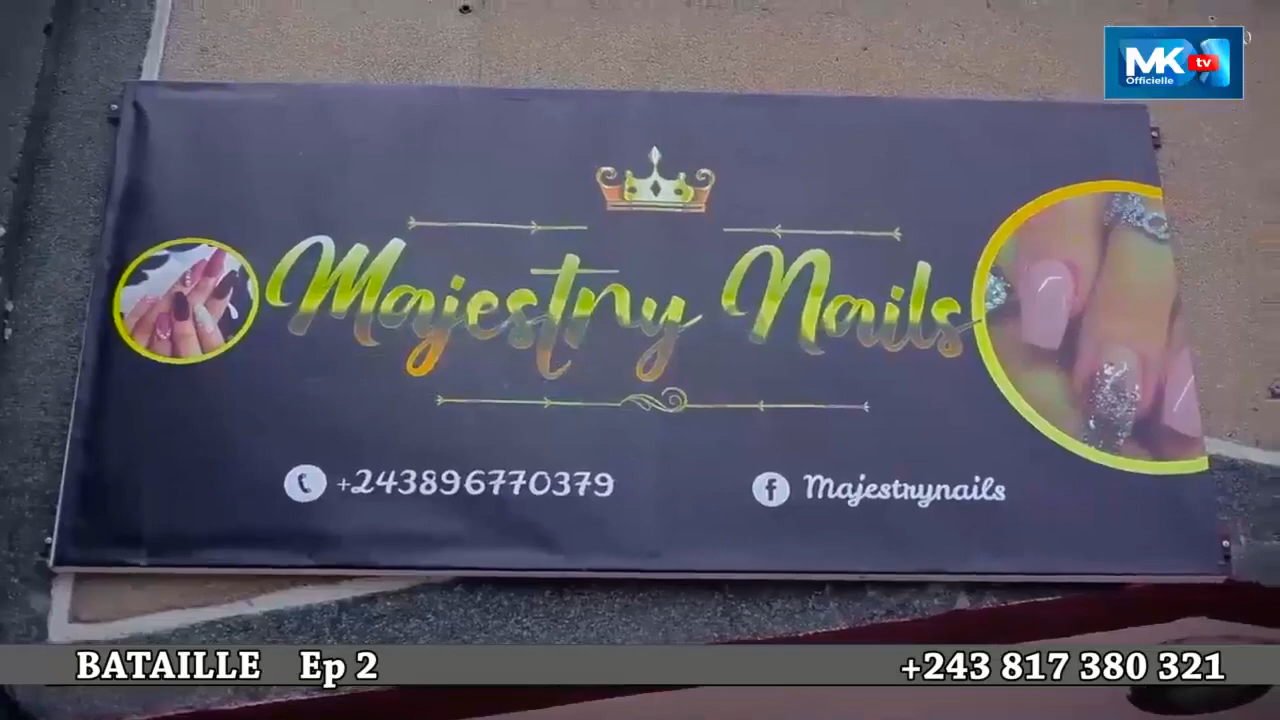 MK tv
Officielle
Majestry Nails
+243896770379
Majestrynails
BATAILLE Ep 2
+243 817 380 321